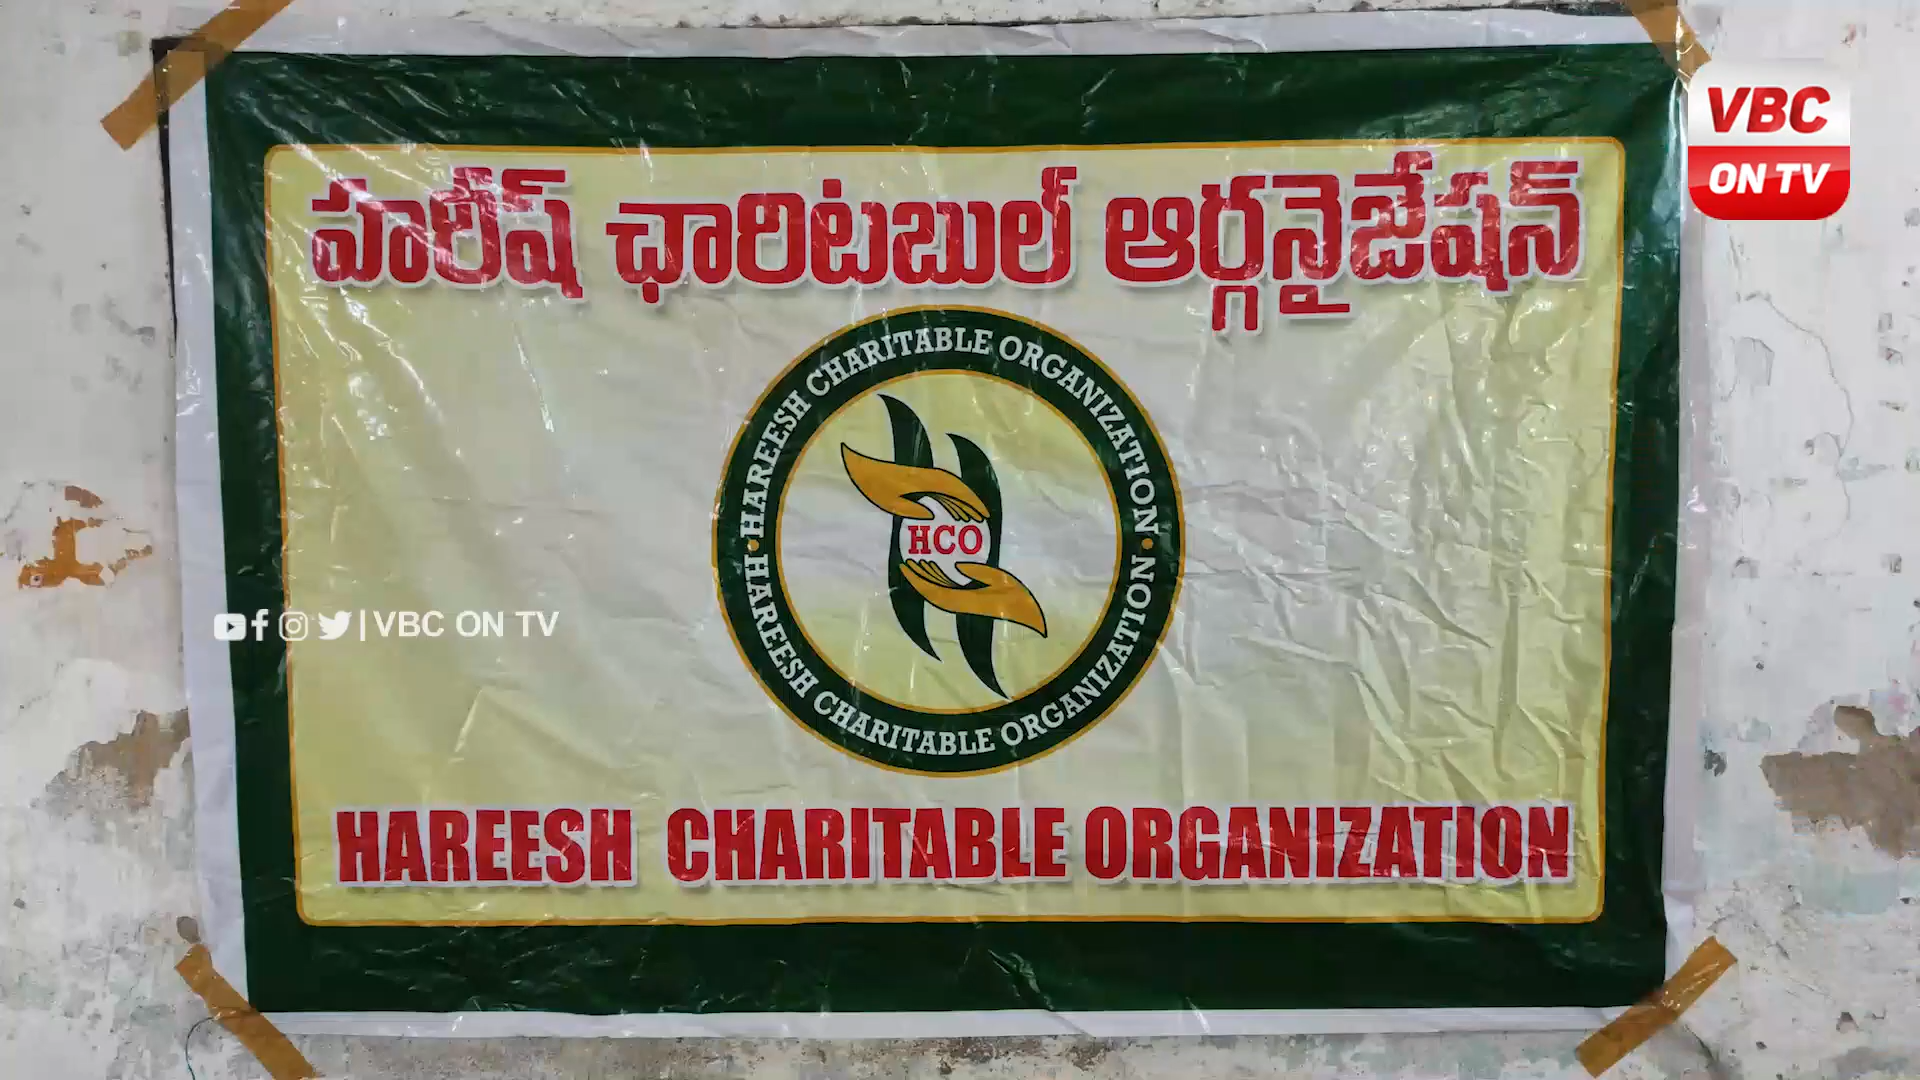 VBC
ON TV
హరీష్ ఛారిటబుల్ ఆర్గనైజేషన్
HAREESH CHARITABLE ORGANIZATION
HCO
HAREESH CHARITABLE ORGANIZATION
| VBC ON TV
HAREESH CHARITABLE ORGANIZATION